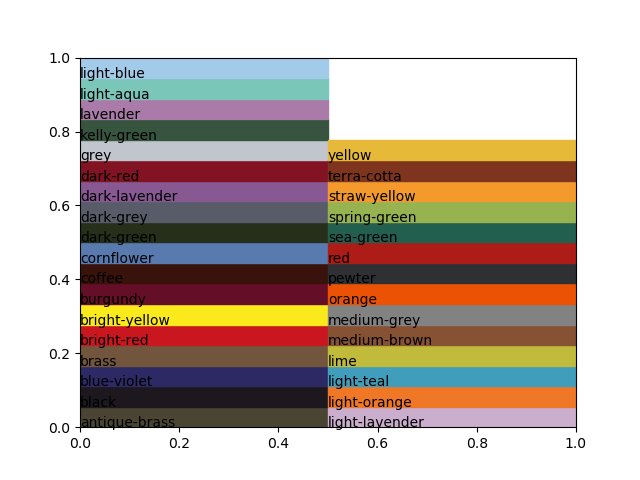 1.0
0.8
0.6
0.4
0.2
0.0
light-blue
light-aqua
lavender
kelly-green
grey
dark-red
dark-lavender
dark-grey
dark-green
cornflower
coffee
burgundy
bright-yellow
bright-red
brass
blue-violet
black
antique-brass
yellow
terra-cotta
straw-yellow
spring-green
sea-green
red
pewter
orange
medium-grey
medium-brown
lime
light-teal
light-orange
light-lavender
0.0 0.2 0.4 0.6 0.8 1.0